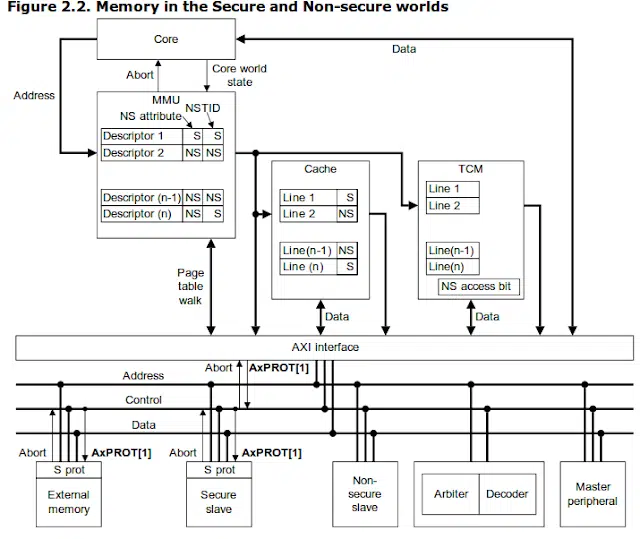 Figure 2.2. Memory in the Secure and Non-secure worlds
Core
Data
Abort
Core world
state
Address
MMU
NS attribute
NSTID
Descriptor 1 S S
Descriptor 2 NS NS
Descriptor (n-1) NS NS
Descriptor (n) NS S
Cache
Line 1 S
Line 2 NS
Line(n-1) NS
Line (n) S
TCM
Line 1
Line 2
Line(n-1)
Line(n)
NS access bit
Page
table
walk
Data
Data
AXI interface
Abort AxPROT[1]
Address
Control
Data
Abort AxPROT[1]
Abort AxPROT[1]
S prot
External
memory
S prot
Secure
slave
Non-
secure
slave
Arbiter
Decoder
Master
peripheral